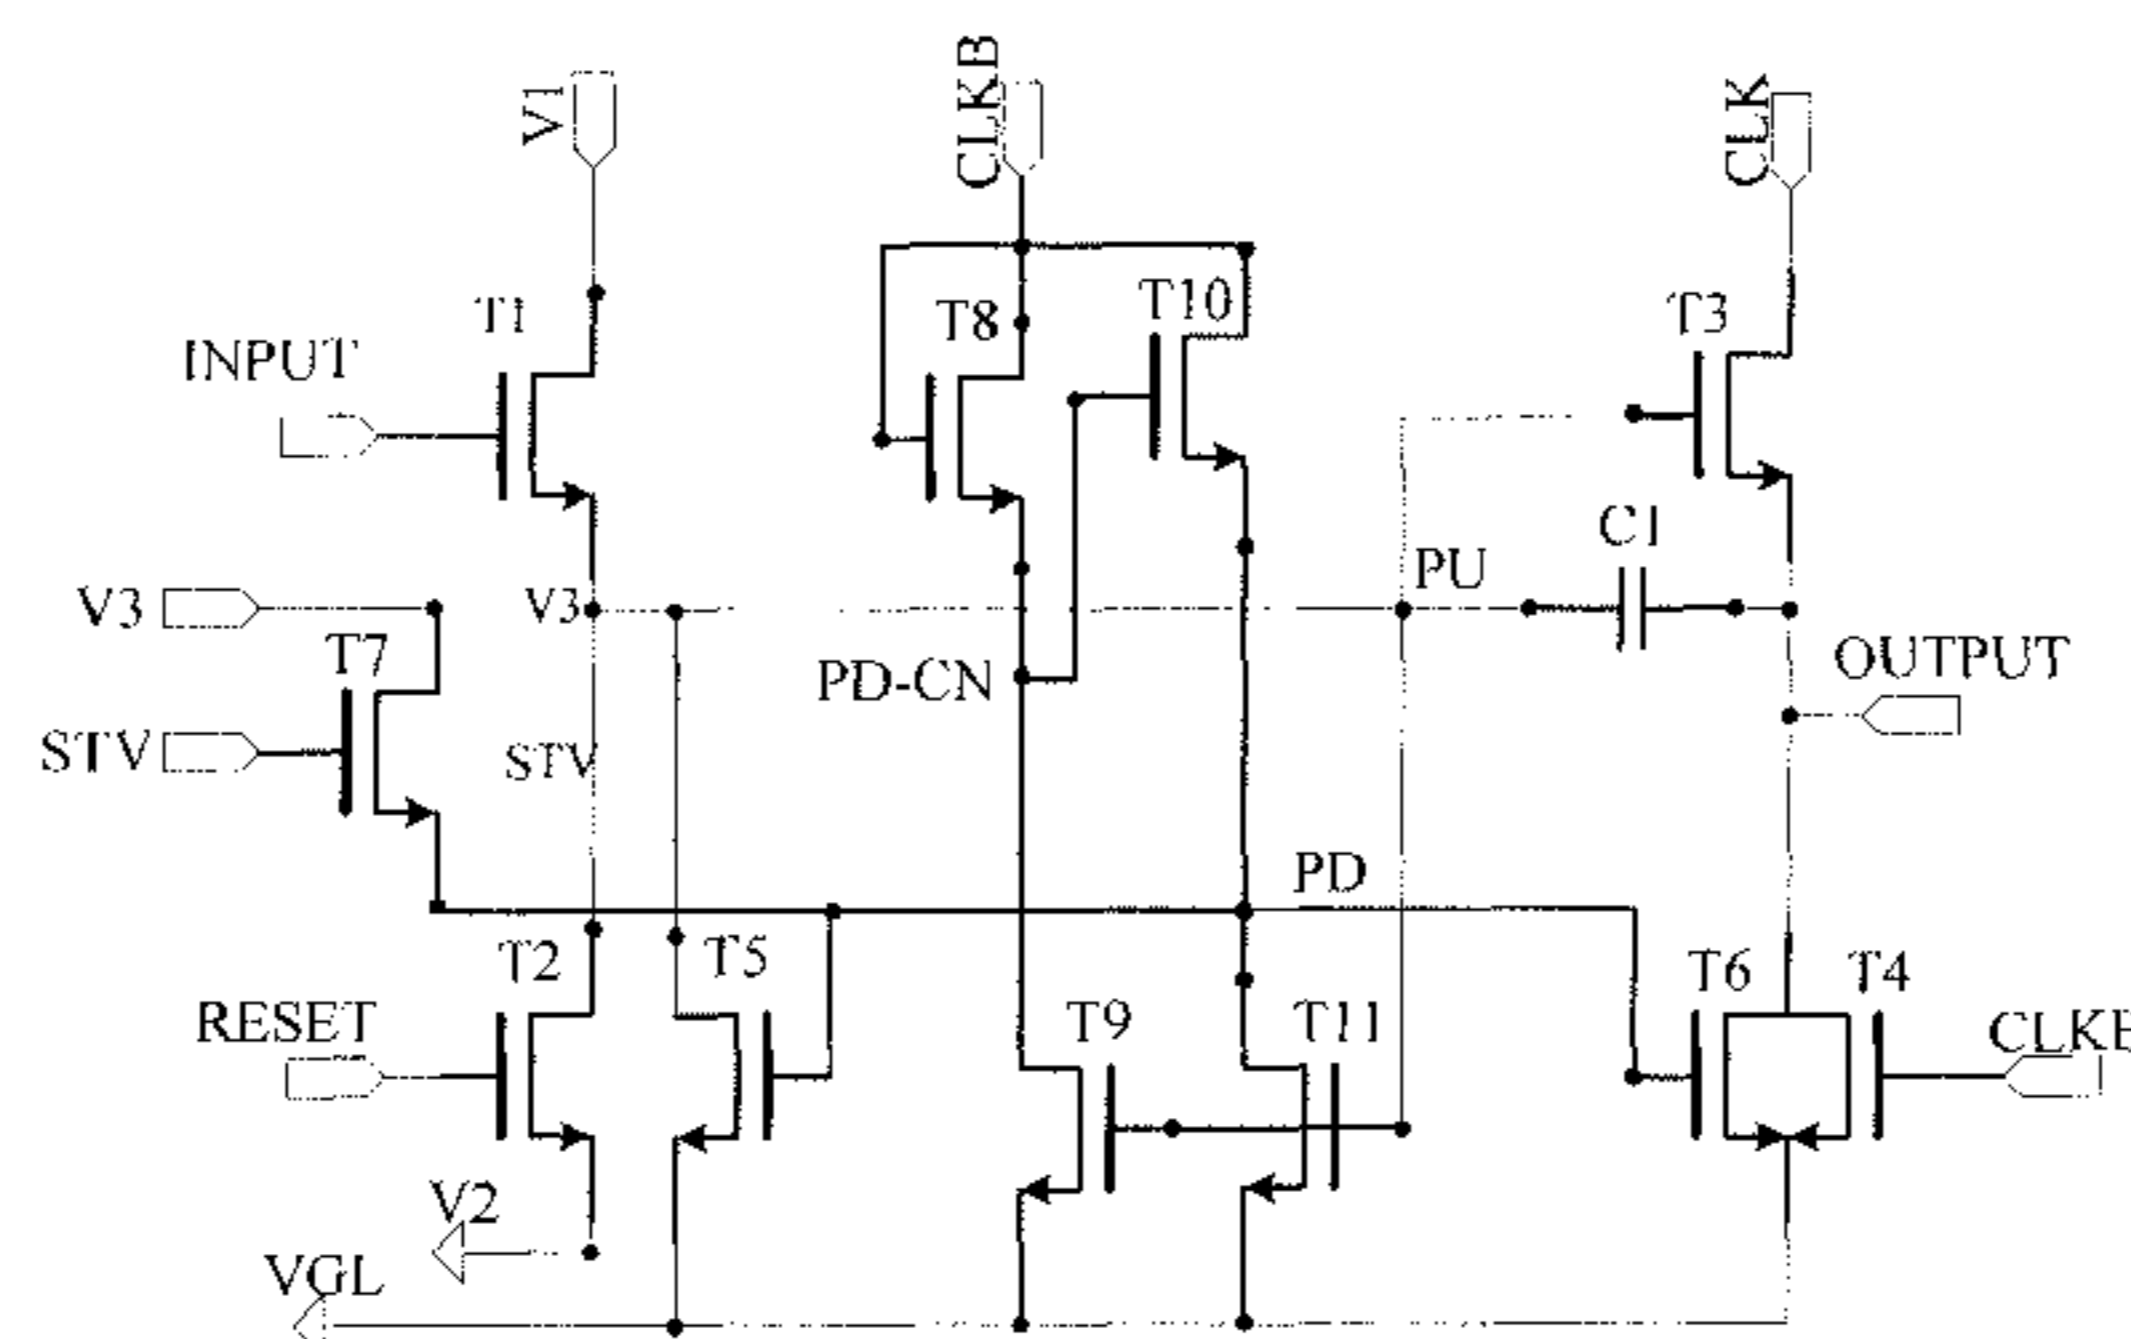 V1
CLKB
CLK
T1
T8
T10
T3
INPUT
C1
V3
V3
PU
T7
PD-CN
OUTPUT
STV
STV
PD
T2
T5
T6
T4
RESET
T9
T11
CLKB
V2
VGL